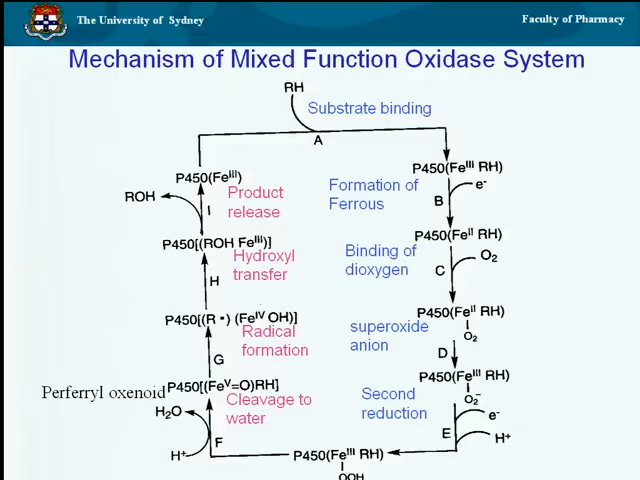 The University of Sydney
Faculty of Pharmacy
Mechanism of Mixed Function Oxidase System
RH
Substrate binding
A
P450(Fe^III)
P450(Fe^III RH)
ROH
Product
release
I
Formation of
Ferrous
B
e⁻
P450[(ROH Fe^III)]
P450(Fe^II RH)
Hydroxyl
transfer
H
Binding of
dioxygen
C
O₂
P450[(R •) (Fe^IV OH)]
P450(Fe^II RH)
O₂
Radical
formation
G
superoxide
anion
D
Perferryl oxenoid
P450[(Fe^V=O)RH]
P450(Fe^III RH)
O₂⁻
Cleavage to
water
H₂O
F
H⁺
Second
reduction
E
e⁻
H⁺
P450(Fe^III RH)
OOH